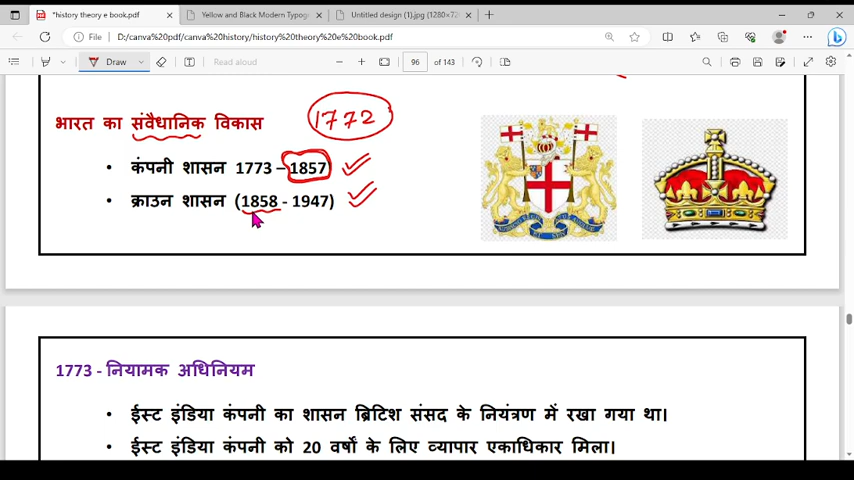 *history theory e book.pdf
Yellow and Black Modern Typogr
Untitled design (1).jpg (1280×72
File
D:/canva%20pdf/canva%20history/history%20theory%20e%20book.pdf
Draw
Read aloud
96 of 143
भारत का संवैधानिक विकास
1772
• कंपनी शासन 1773 – 1857
• क्राउन शासन (1858 - 1947)
1773 - नियामक अधिनियम
• ईस्ट इंडिया कंपनी का शासन ब्रिटिश संसद के नियंत्रण में रखा गया था।
• ईस्ट इंडिया कंपनी को 20 वर्षों के लिए व्यापार एकाधिकार मिला।